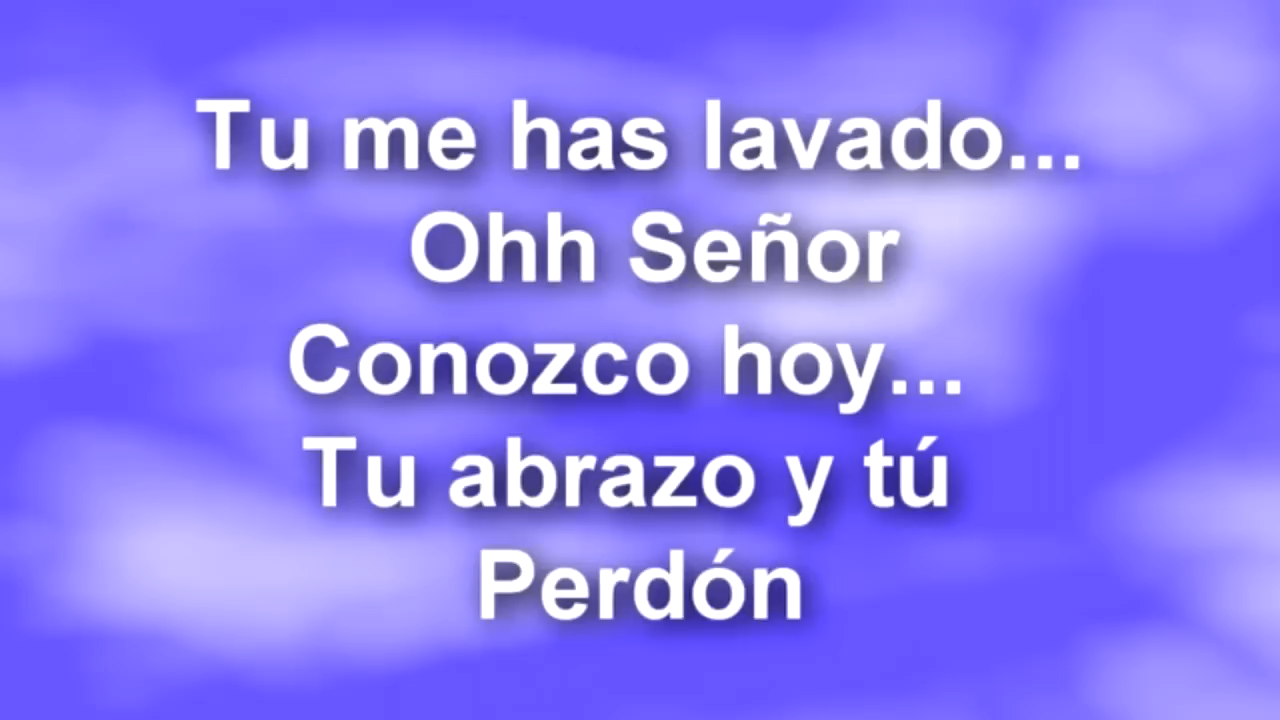 Tu me has lavado...
Ohh Señor
Conozco hoy...
Tu abrazo y tú
Perdón